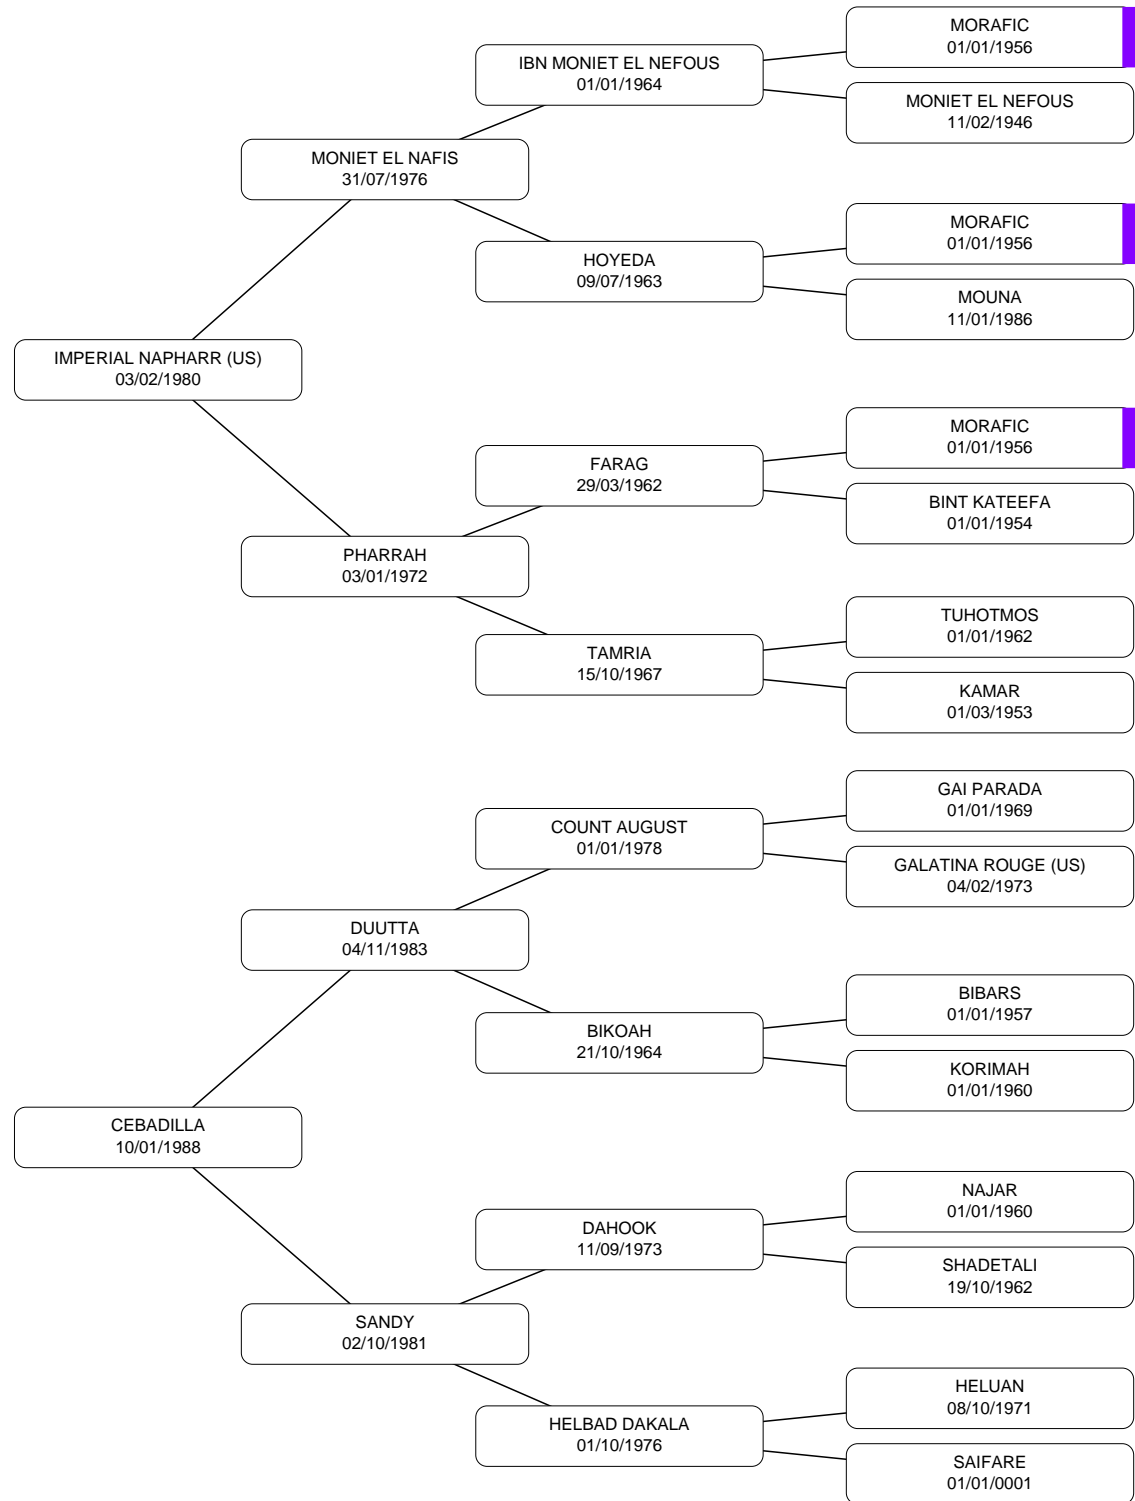 MORAFIC
01/01/1956
IBN MONIET EL NEFOUS
01/01/1964
MONIET EL NEFOUS
11/02/1946
MONIET EL NAFIS
31/07/1976
MORAFIC
01/01/1956
HOYEDA
09/07/1963
MOUNA
11/01/1986
IMPERIAL NAPHARR (US)
03/02/1980
MORAFIC
01/01/1956
FARAG
29/03/1962
BINT KATEEFA
01/01/1954
PHARRAH
03/01/1972
TUHOTMOS
01/01/1962
TAMRIA
15/10/1967
KAMAR
01/03/1953
GAI PARADA
01/01/1969
COUNT AUGUST
01/01/1978
GALATINA ROUGE (US)
04/02/1973
DUUTTA
04/11/1983
BIBARS
01/01/1957
BIKOAH
21/10/1964
KORIMAH
01/01/1960
CEBADILLA
10/01/1988
NAJAR
01/01/1960
DAHOOK
11/09/1973
SHADETALI
19/10/1962
SANDY
02/10/1981
HELUAN
08/10/1971
HELBAD DAKALA
01/10/1976
SAIFARE
01/01/0001